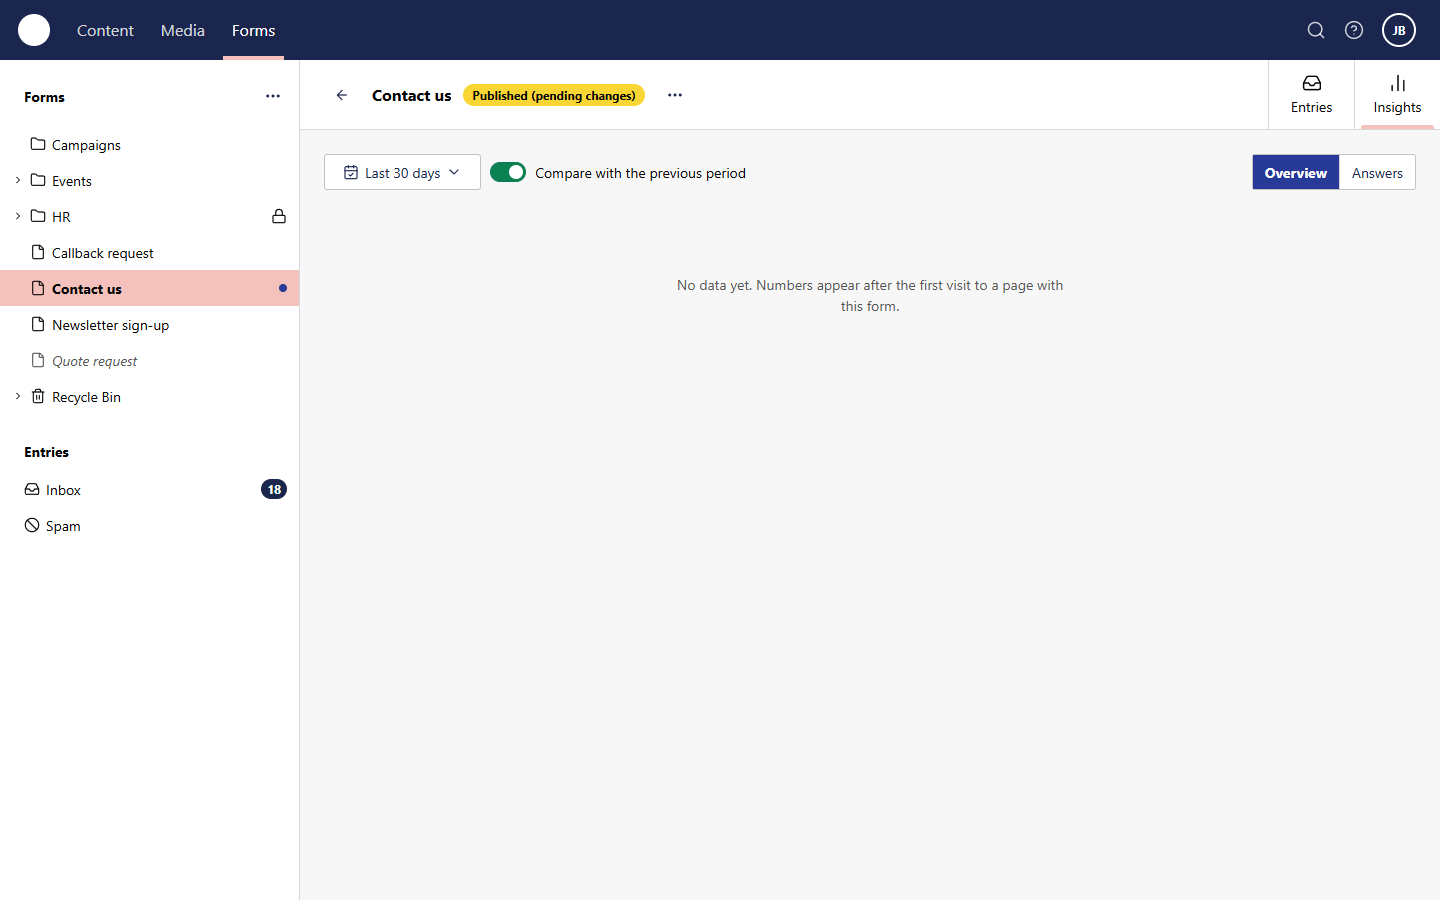 Content
Media
Forms
JB
Forms
Campaigns
Events
HR
Callback request
Contact us
Newsletter sign-up
Quote request
Recycle Bin
Entries
Inbox
18
Spam
Contact us
Published (pending changes)
Entries
Insights
Last 30 days
Compare with the previous period
Overview
Answers
No data yet. Numbers appear after the first visit to a page with
this form.